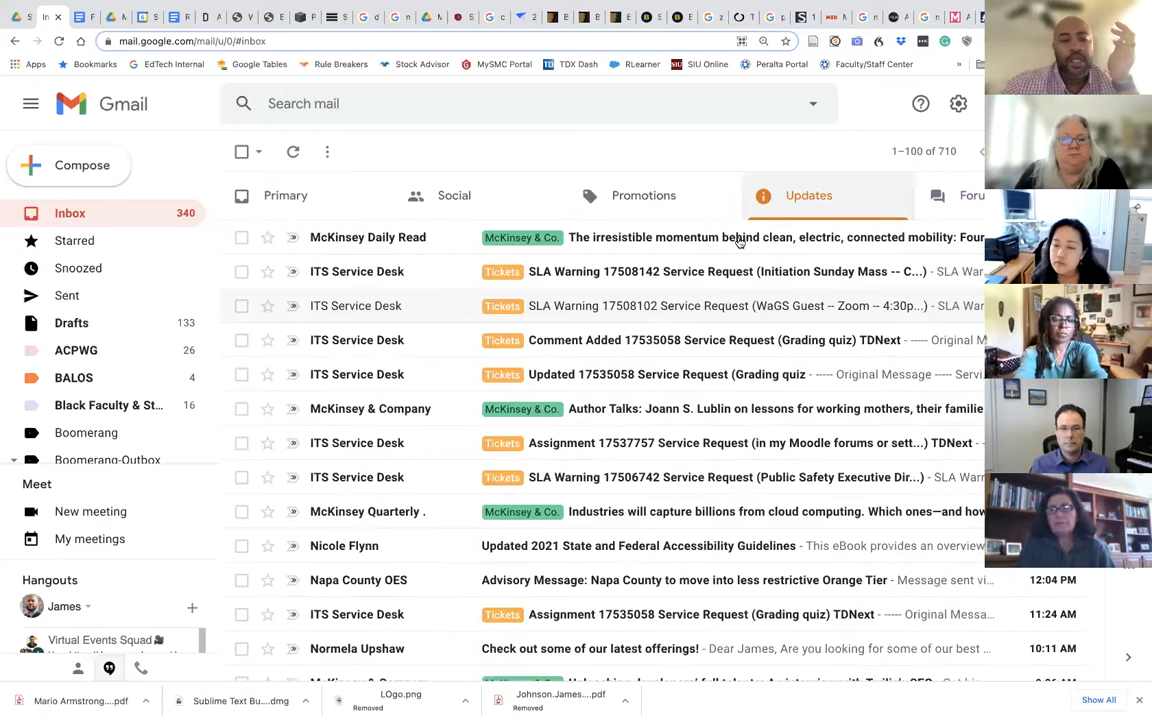 In
mail.google.com/mail/u/0/#inbox
Apps Bookmarks EdTech Internal Google Tables Rule Breakers Stock Advisor MySMC Portal TDX Dash RLearner SIU Online Peralta Portal Faculty/Staff Center »
Gmail
Search mail
Compose
1–100 of 710
Primary Social Promotions Updates Foru
Inbox 340
Starred
Snoozed
Sent
Drafts 133
ACPWG 26
BALOS 4
Black Faculty & St... 16
Boomerang
Boomerang-Outbox
Meet
New meeting
My meetings
Hangouts
James
Virtual Events Squad
McKinsey Daily Read McKinsey & Co. The irresistible momentum behind clean, electric, connected mobility: Four
ITS Service Desk Tickets SLA Warning 17508142 Service Request (Initiation Sunday Mass -- C...) - SLA War
ITS Service Desk Tickets SLA Warning 17508102 Service Request (WaGS Guest -- Zoom -- 4:30p...) - SLA
ITS Service Desk Tickets Comment Added 17535058 Service Request (Grading quiz) TDNext - ----- Original M
ITS Service Desk Tickets Updated 17535058 Service Request (Grading quiz - ----- Original Message ----- Servi
McKinsey & Company McKinsey & Co. Author Talks: Joann S. Lublin on lessons for working mothers, their familie
ITS Service Desk Tickets Assignment 17537757 Service Request (in my Moodle forums or sett...) TDNext -
ITS Service Desk Tickets SLA Warning 17506742 Service Request (Public Safety Executive Dir...) - SLA War
McKinsey Quarterly . McKinsey & Co. Industries will capture billions from cloud computing. Which ones—and how
Nicole Flynn Updated 2021 State and Federal Accessibility Guidelines - This eBook provides an overview
Napa County OES Advisory Message: Napa County to move into less restrictive Orange Tier - Message sent vi... 12:04 PM
ITS Service Desk Tickets Assignment 17535058 Service Request (Grading quiz) TDNext - ----- Original Messa... 11:24 AM
Normela Upshaw Check out some of our latest offerings! - Dear James, Are you looking for some of our best ... 10:11 AM
Mario Armstrong....pdf Sublime Text Bu....dmg LOgo.png Removed Johnson.James....pdf Removed Show All